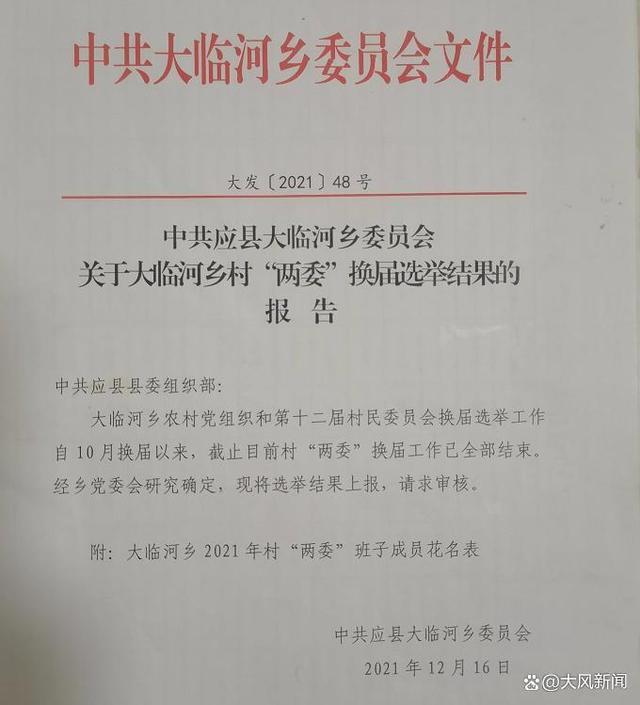 中共大临河乡委员会文件
大发〔2021〕48号
中共应县大临河乡委员会
关于大临河乡村“两委”换届选举结果的
报 告
中共应县县委组织部：
大临河乡农村党组织和第十二届村民委员会换届选举工作
自10月换届以来，截止目前村“两委”换届工作已全部结束。
经乡党委会研究确定，现将选举结果上报，请求审核。
附：大临河乡2021年村“两委”班子成员花名表
中共应县大临河乡委员会
2021年12月16日
@大风新闻